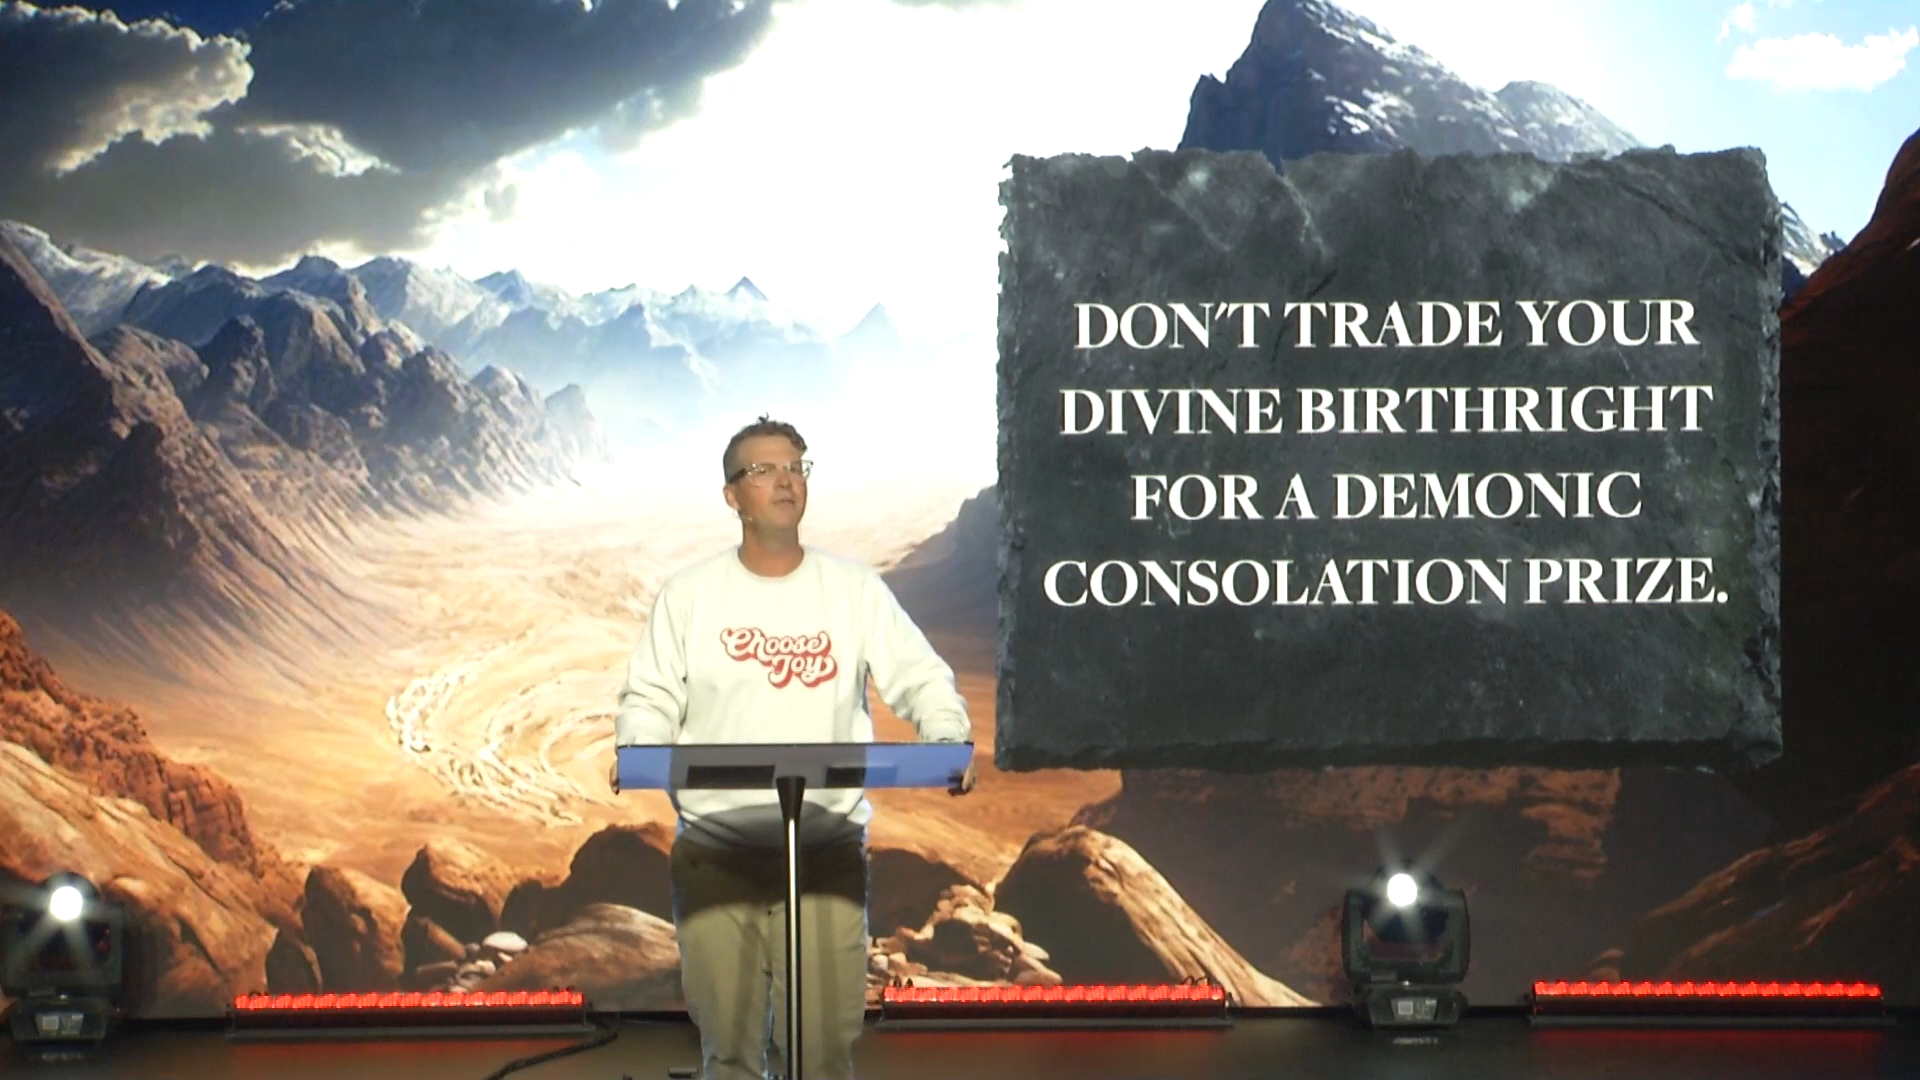 DON'T TRADE YOUR
DIVINE BIRTHRIGHT
FOR A DEMONIC
CONSOLATION PRIZE.
Choose
Joy